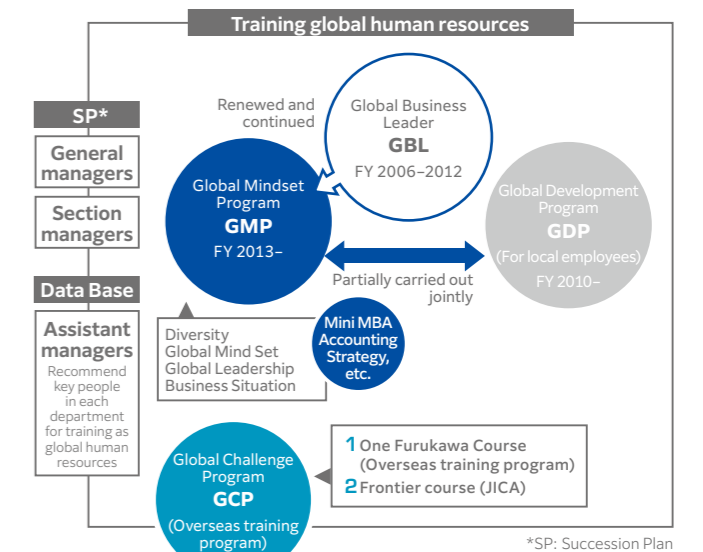 Training global human resources
SP*
General
managers
Section
managers
Data Base
Assistant
managers
Recommend
key people
in each
department
for training as
global human
resources
Renewed and
continued
Global Business
Leader
GBL
FY 2006–2012
Global Mindset
Program
GMP
FY 2013–
Global Development
Program
GDP
(For local employees)
FY 2010–
Partially carried out
jointly
Diversity
Global Mind Set
Global Leadership
Business Situation
Mini MBA
Accounting
Strategy,
etc.
Global Challenge
Program
GCP
(Overseas training
program)
1 One Furukawa Course
(Overseas training program)
2 Frontier course (JICA)
*SP: Succession Plan